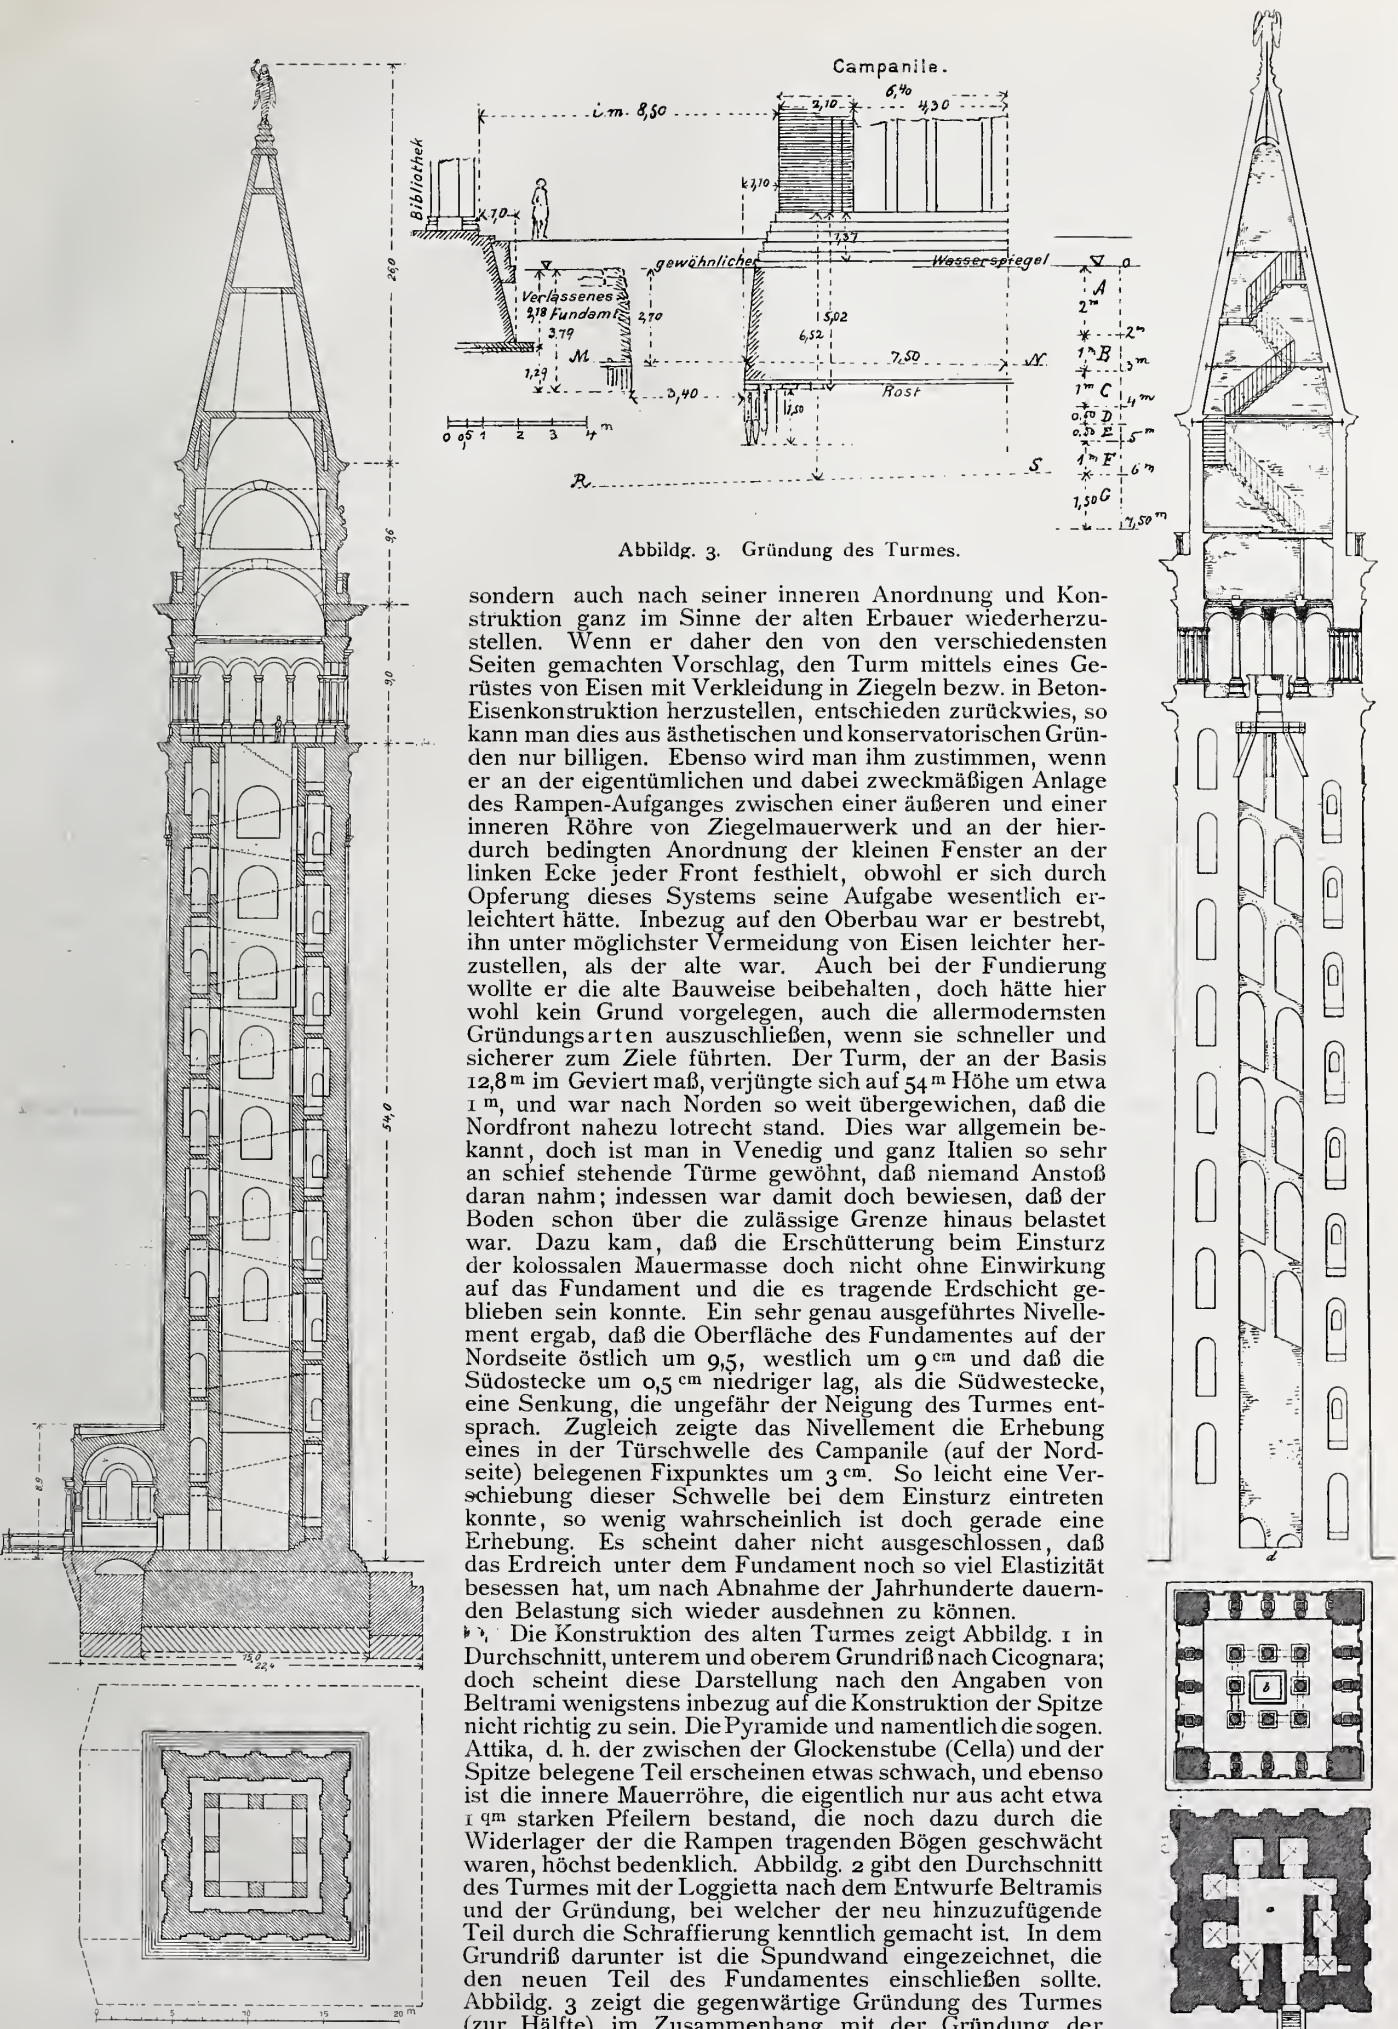 Campanile.
6,40
2,10
4,30
i.m. 8,50
Bibliothek
1,10
1,0
1,37
gewöhnlicher
Wasserspiegel
0
Verlassenes
Fundamt
3,79
2,70
5,02
6,52
A
2m
2m
1m B
3m
M
7,50
N
1,29
1m C
3,40
Rost
4m
0,50 D
1,50
0,50 E
5m
0 0,5 1 2 3 4 m
1m F
6m
R
S
1,50 G
7,50m
26,0
9,6
9,0
54,0
8,9
15,0
22,4
0 5 10 15 20 m
Abbildg. 3. Gründung des Turmes.
sondern auch nach seiner inneren Anordnung und Kon-
struktion ganz im Sinne der alten Erbauer wiederherzu-
stellen. Wenn er daher den von den verschiedensten
Seiten gemachten Vorschlag, den Turm mittels eines Ge-
rüstes von Eisen mit Verkleidung in Ziegeln bezw. in Beton-
Eisenkonstruktion herzustellen, entschieden zurückwies, so
kann man dies aus ästhetischen und konservatorischen Grün-
den nur billigen. Ebenso wird man ihm zustimmen, wenn
er an der eigentümlichen und dabei zweckmäßigen Anlage
des Rampen-Aufganges zwischen einer äußeren und einer
inneren Röhre von Ziegelmauerwerk und an der hier-
durch bedingten Anordnung der kleinen Fenster an der
linken Ecke jeder Front festhielt, obwohl er sich durch
Opferung dieses Systems seine Aufgabe wesentlich er-
leichtert hätte. Inbezug auf den Oberbau war er bestrebt,
ihn unter möglichster Vermeidung von Eisen leichter her-
zustellen, als der alte war. Auch bei der Fundierung
wollte er die alte Bauweise beibehalten, doch hätte hier
wohl kein Grund vorgelegen, auch die allermodernsten
Gründungsarten auszuschließen, wenn sie schneller und
sicherer zum Ziele führten. Der Turm, der an der Basis
12,8 m im Geviert maß, verjüngte sich auf 54 m Höhe um etwa
1 m, und war nach Norden so weit übergewichen, daß die
Nordfront nahezu lotrecht stand. Dies war allgemein be-
kannt, doch ist man in Venedig und ganz Italien so sehr
an schief stehende Türme gewöhnt, daß niemand Anstoß
daran nahm; indessen war damit doch bewiesen, daß der
Boden schon über die zulässige Grenze hinaus belastet
war. Dazu kam, daß die Erschütterung beim Einsturz
der kolossalen Mauermasse doch nicht ohne Einwirkung
auf das Fundament und die es tragende Erdschicht ge-
blieben sein konnte. Ein sehr genau ausgeführtes Nivelle-
ment ergab, daß die Oberfläche des Fundamentes auf der
Nordseite östlich um 9,5, westlich um 9 cm und daß die
Südostecke um 0,5 cm niedriger lag, als die Südwestecke,
eine Senkung, die ungefähr der Neigung des Turmes ent-
sprach. Zugleich zeigte das Nivellement die Erhebung
eines in der Türschwelle des Campanile (auf der Nord-
seite) belegenen Fixpunktes um 3 cm. So leicht eine Ver-
schiebung dieser Schwelle bei dem Einsturz eintreten
konnte, so wenig wahrscheinlich ist doch gerade eine
Erhebung. Es scheint daher nicht ausgeschlossen, daß
das Erdreich unter dem Fundament noch so viel Elastizität
besessen hat, um nach Abnahme der Jahrhunderte dauern-
den Belastung sich wieder ausdehnen zu können.
Die Konstruktion des alten Turmes zeigt Abbildg. 1 in
Durchschnitt, unterem und oberem Grundriß nach Cicognara;
doch scheint diese Darstellung nach den Angaben von
Beltrami wenigstens inbezug auf die Konstruktion der Spitze
nicht richtig zu sein. Die Pyramide und namentlich die sogen.
Attika, d. h. der zwischen der Glockenstube (Cella) und der
Spitze belegene Teil erscheinen etwas schwach, und ebenso
ist die innere Mauerröhre, die eigentlich nur aus acht etwa
1 qm starken Pfeilern bestand, die noch dazu durch die
Widerlager der die Rampen tragenden Bögen geschwächt
waren, höchst bedenklich. Abbildg. 2 gibt den Durchschnitt
des Turmes mit der Loggietta nach dem Entwurfe Beltramis
und der Gründung, bei welcher der neu hinzuzufügende
Teil durch die Schraffierung kenntlich gemacht ist. In dem
Grundriß darunter ist die Spundwand eingezeichnet, die
den neuen Teil des Fundamentes einschließen sollte.
Abbildg. 3 zeigt die gegenwärtige Gründung des Turmes
(zur Hälfte) im Zusammenhang mit der Gründung der
d
b
a